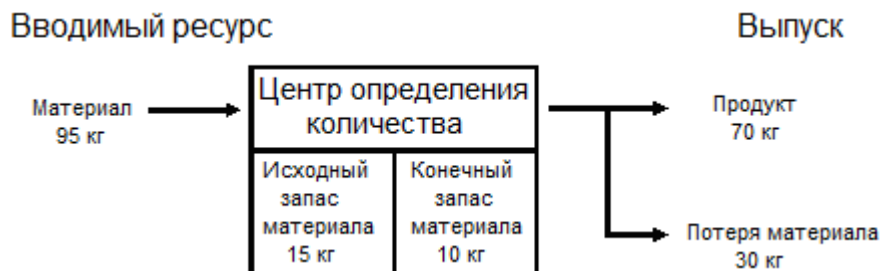 Вводимый ресурс
Выпуск
Материал
95 кг
Центр определения
количества
Исходный
запас
материала
15 кг
Конечный
запас
материала
10 кг
Продукт
70 кг
Потеря материала
30 кг